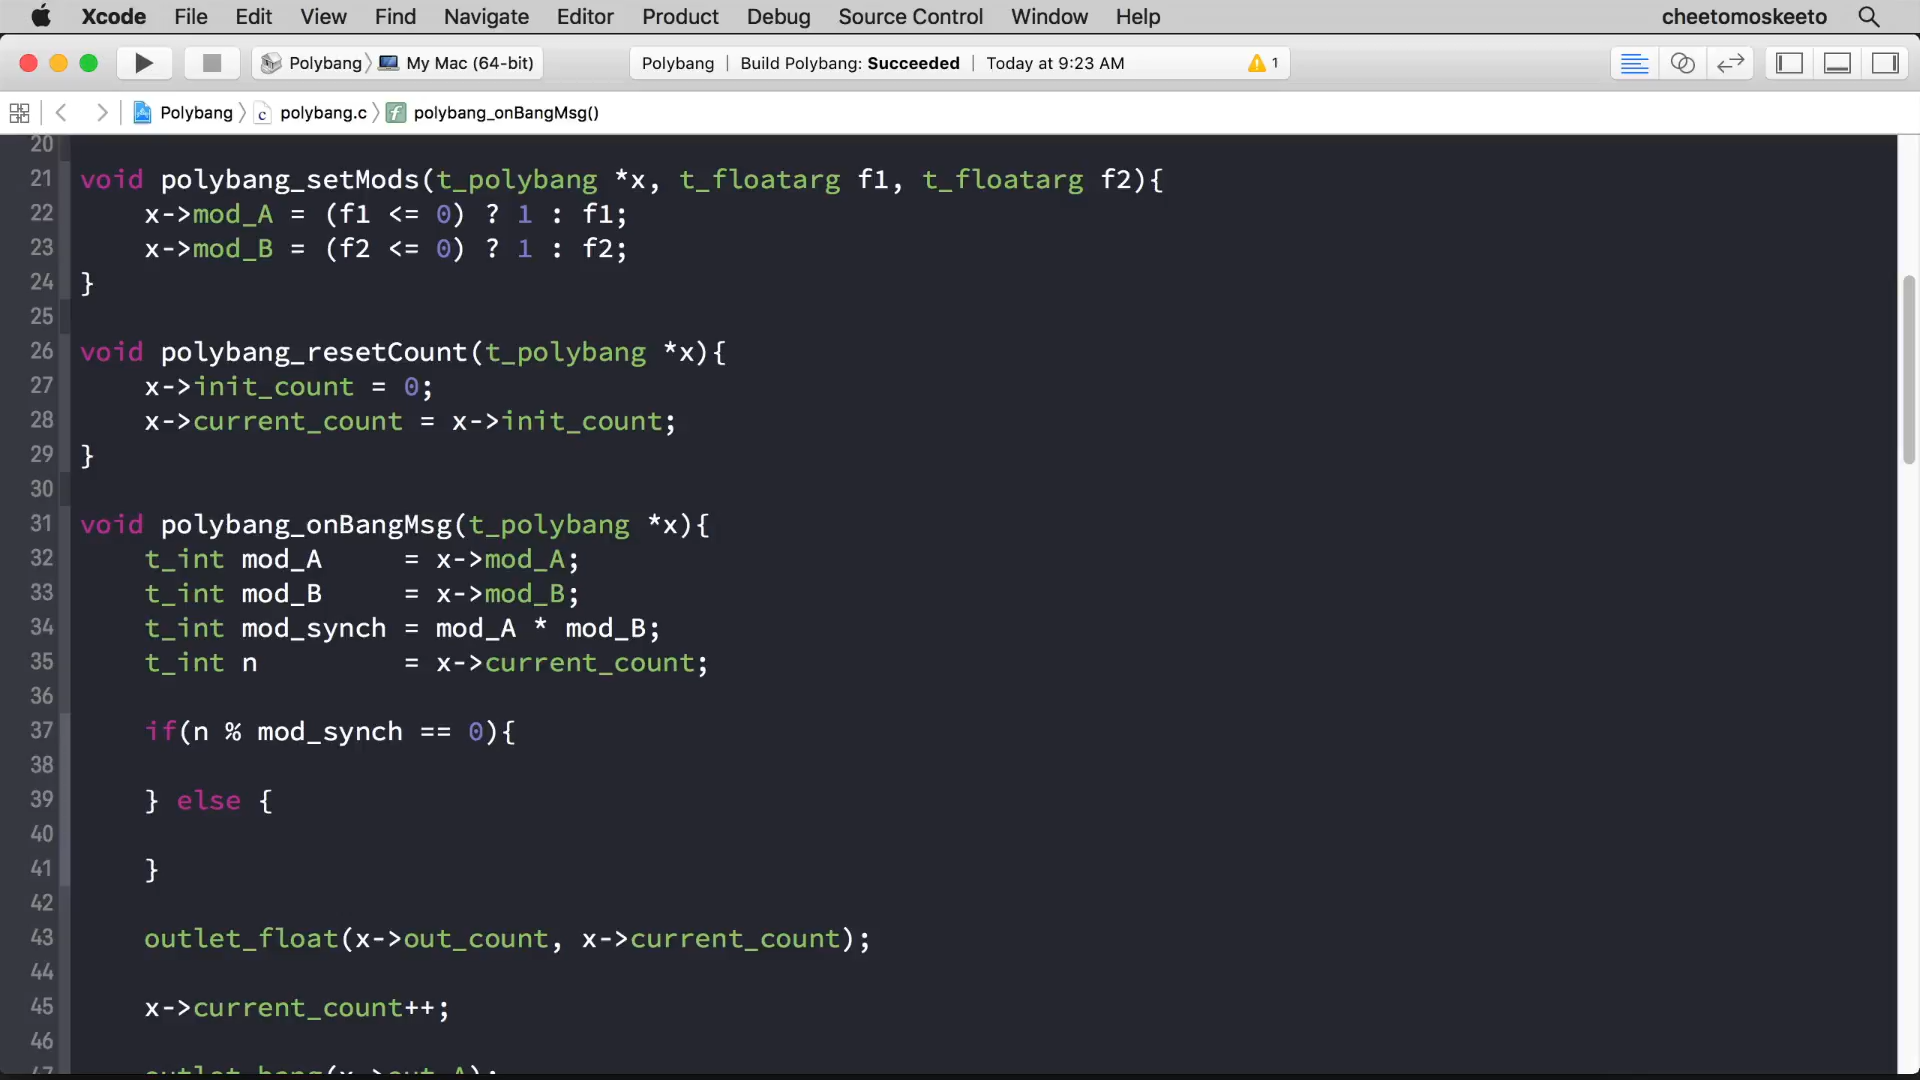 Xcode File Edit View Find Navigate Editor Product Debug Source Control Window Help cheetomoskeeto
Polybang My Mac (64-bit) Polybang | Build Polybang: Succeeded | Today at 9:23 AM 1
Polybang polybang.c polybang_onBangMsg()
20
21 void polybang_setMods(t_polybang *x, t_floatarg f1, t_floatarg f2){
22 x->mod_A = (f1 <= 0) ? 1 : f1;
23 x->mod_B = (f2 <= 0) ? 1 : f2;
24 }
25
26 void polybang_resetCount(t_polybang *x){
27 x->init_count = 0;
28 x->current_count = x->init_count;
29 }
30
31 void polybang_onBangMsg(t_polybang *x){
32 t_int mod_A = x->mod_A;
33 t_int mod_B = x->mod_B;
34 t_int mod_synch = mod_A * mod_B;
35 t_int n = x->current_count;
36
37 if(n % mod_synch == 0){
38
39 } else {
40
41 }
42
43 outlet_float(x->out_count, x->current_count);
44
45 x->current_count++;
46
47 outlet_bang(x->out_A);